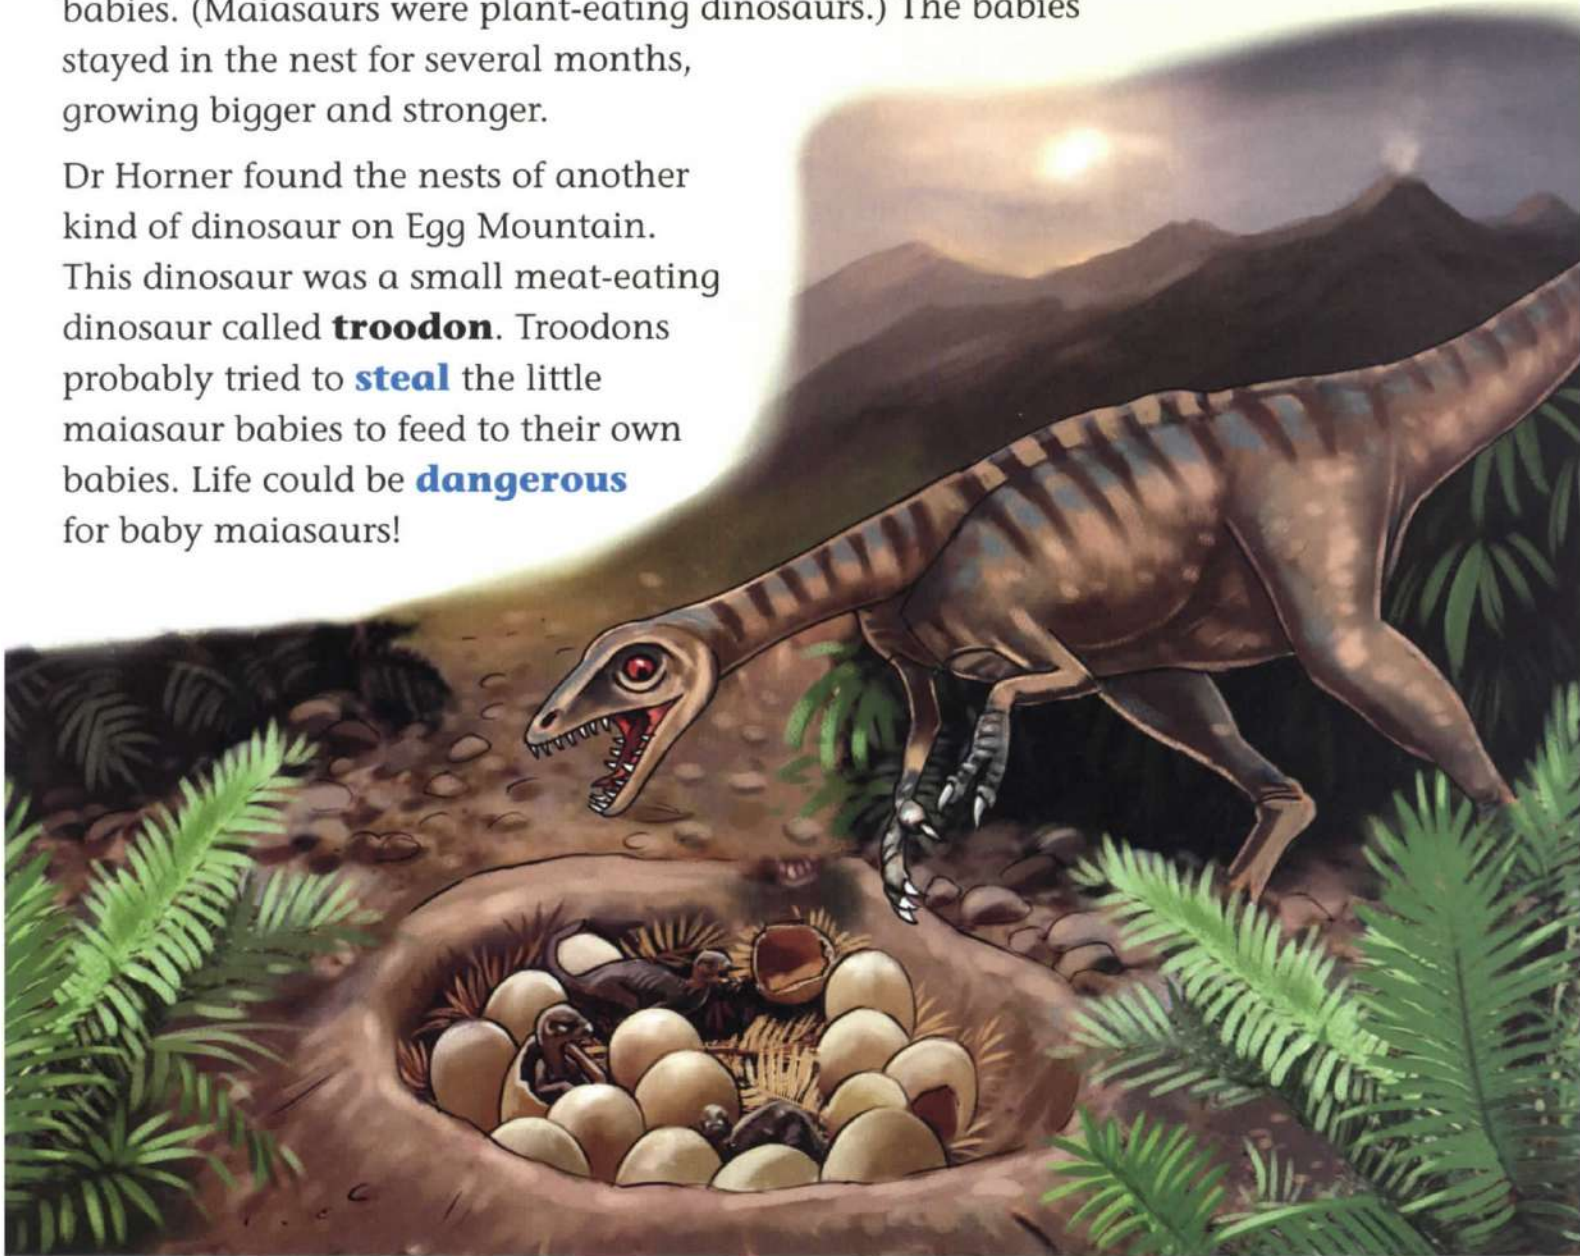 babies. (Maiasaurs were plant-eating dinosaurs.) The babies
stayed in the nest for several months,
growing bigger and stronger.
Dr Horner found the nests of another
kind of dinosaur on Egg Mountain.
This dinosaur was a small meat-eating
dinosaur called troodon. Troodons
probably tried to steal the little
maiasaur babies to feed to their own
babies. Life could be dangerous
for baby maiasaurs!